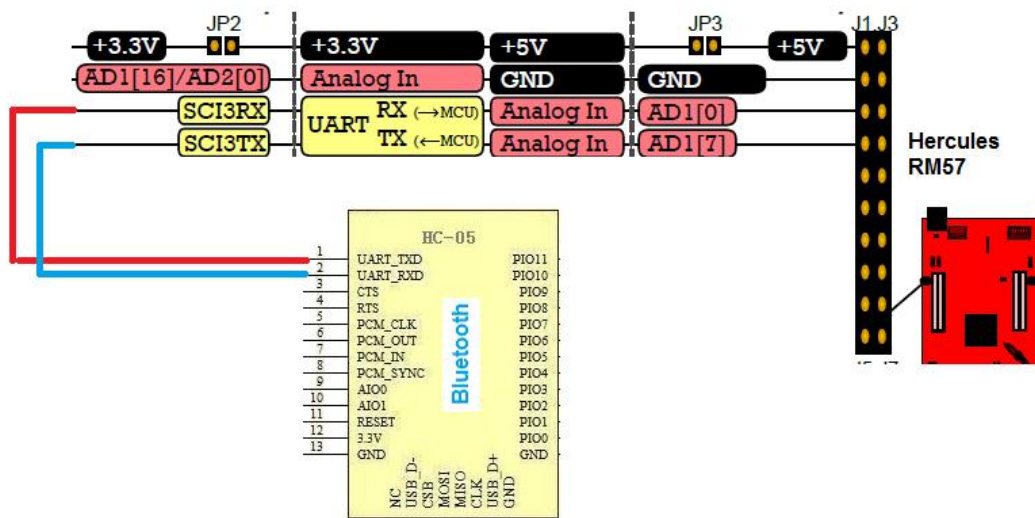 JP2 JP3 J1 J3
+3.3V +3.3V +5V +5V
AD1[16]/AD2[0] Analog In GND GND
SCI3RX UART RX (→MCU) Analog In AD1[0]
SCI3TX TX (←MCU) Analog In AD1[7]
Hercules
RM57
HC-05
1 UART_TXD PIO11
2 UART_RXD PIO10
3 CTS PIO9
4 RTS PIO8
5 PCM_CLK PIO7
6 PCM_OUT PIO6
7 PCM_IN PIO5
8 PCM_SYNC PIO4
9 AIO0 PIO3
10 AIO1 PIO2
11 RESET PIO1
12 3.3V PIO0
13 GND GND
Bluetooth
NC
USB_D-
CSB
MOSI
MISO
CLK
USB_D+
GND